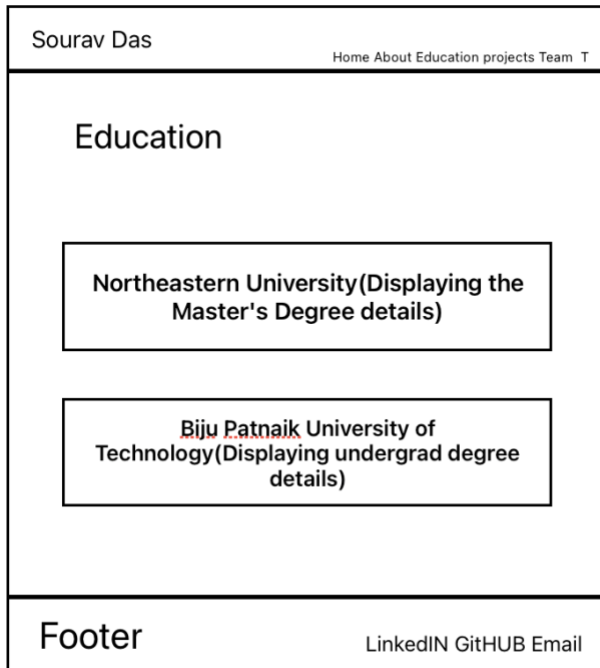 Sourav Das
Home About Education projects Team T
Education
Northeastern University(Displaying the
Master's Degree details)
Biju Patnaik University of
Technology(Displaying undergrad degree
details)
Footer
LinkedIN GitHUB Email